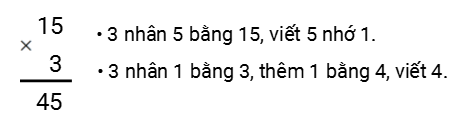 15
×
3
45
• 3 nhân 5 bằng 15, viết 5 nhớ 1.
• 3 nhân 1 bằng 3, thêm 1 bằng 4, viết 4.